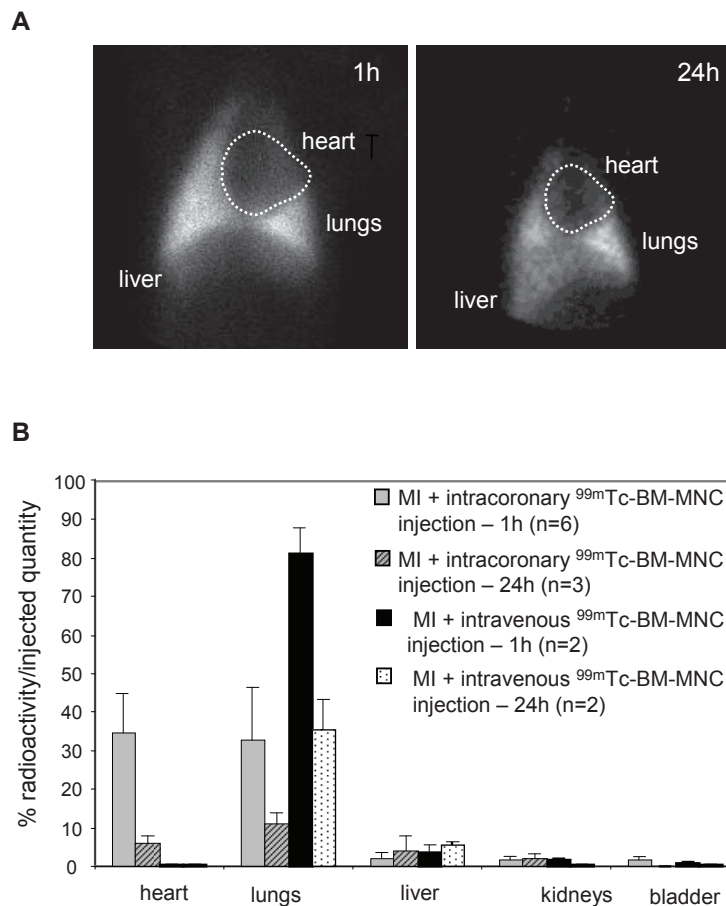 A
1h
heart T
lungs
liver
24h
heart
lungs
liver
B
% radioactivity/injected quantity
100
90
80
70
60
50
40
30
20
10
0
MI + intracoronary 99mTc-BM-MNC
injection – 1h (n=6)
MI + intracoronary 99mTc-BM-MNC
injection – 24h (n=3)
MI + intravenous 99mTc-BM-MNC
injection – 1h (n=2)
MI + intravenous 99mTc-BM-MNC
injection – 24h (n=2)
heart lungs liver kidneys bladder